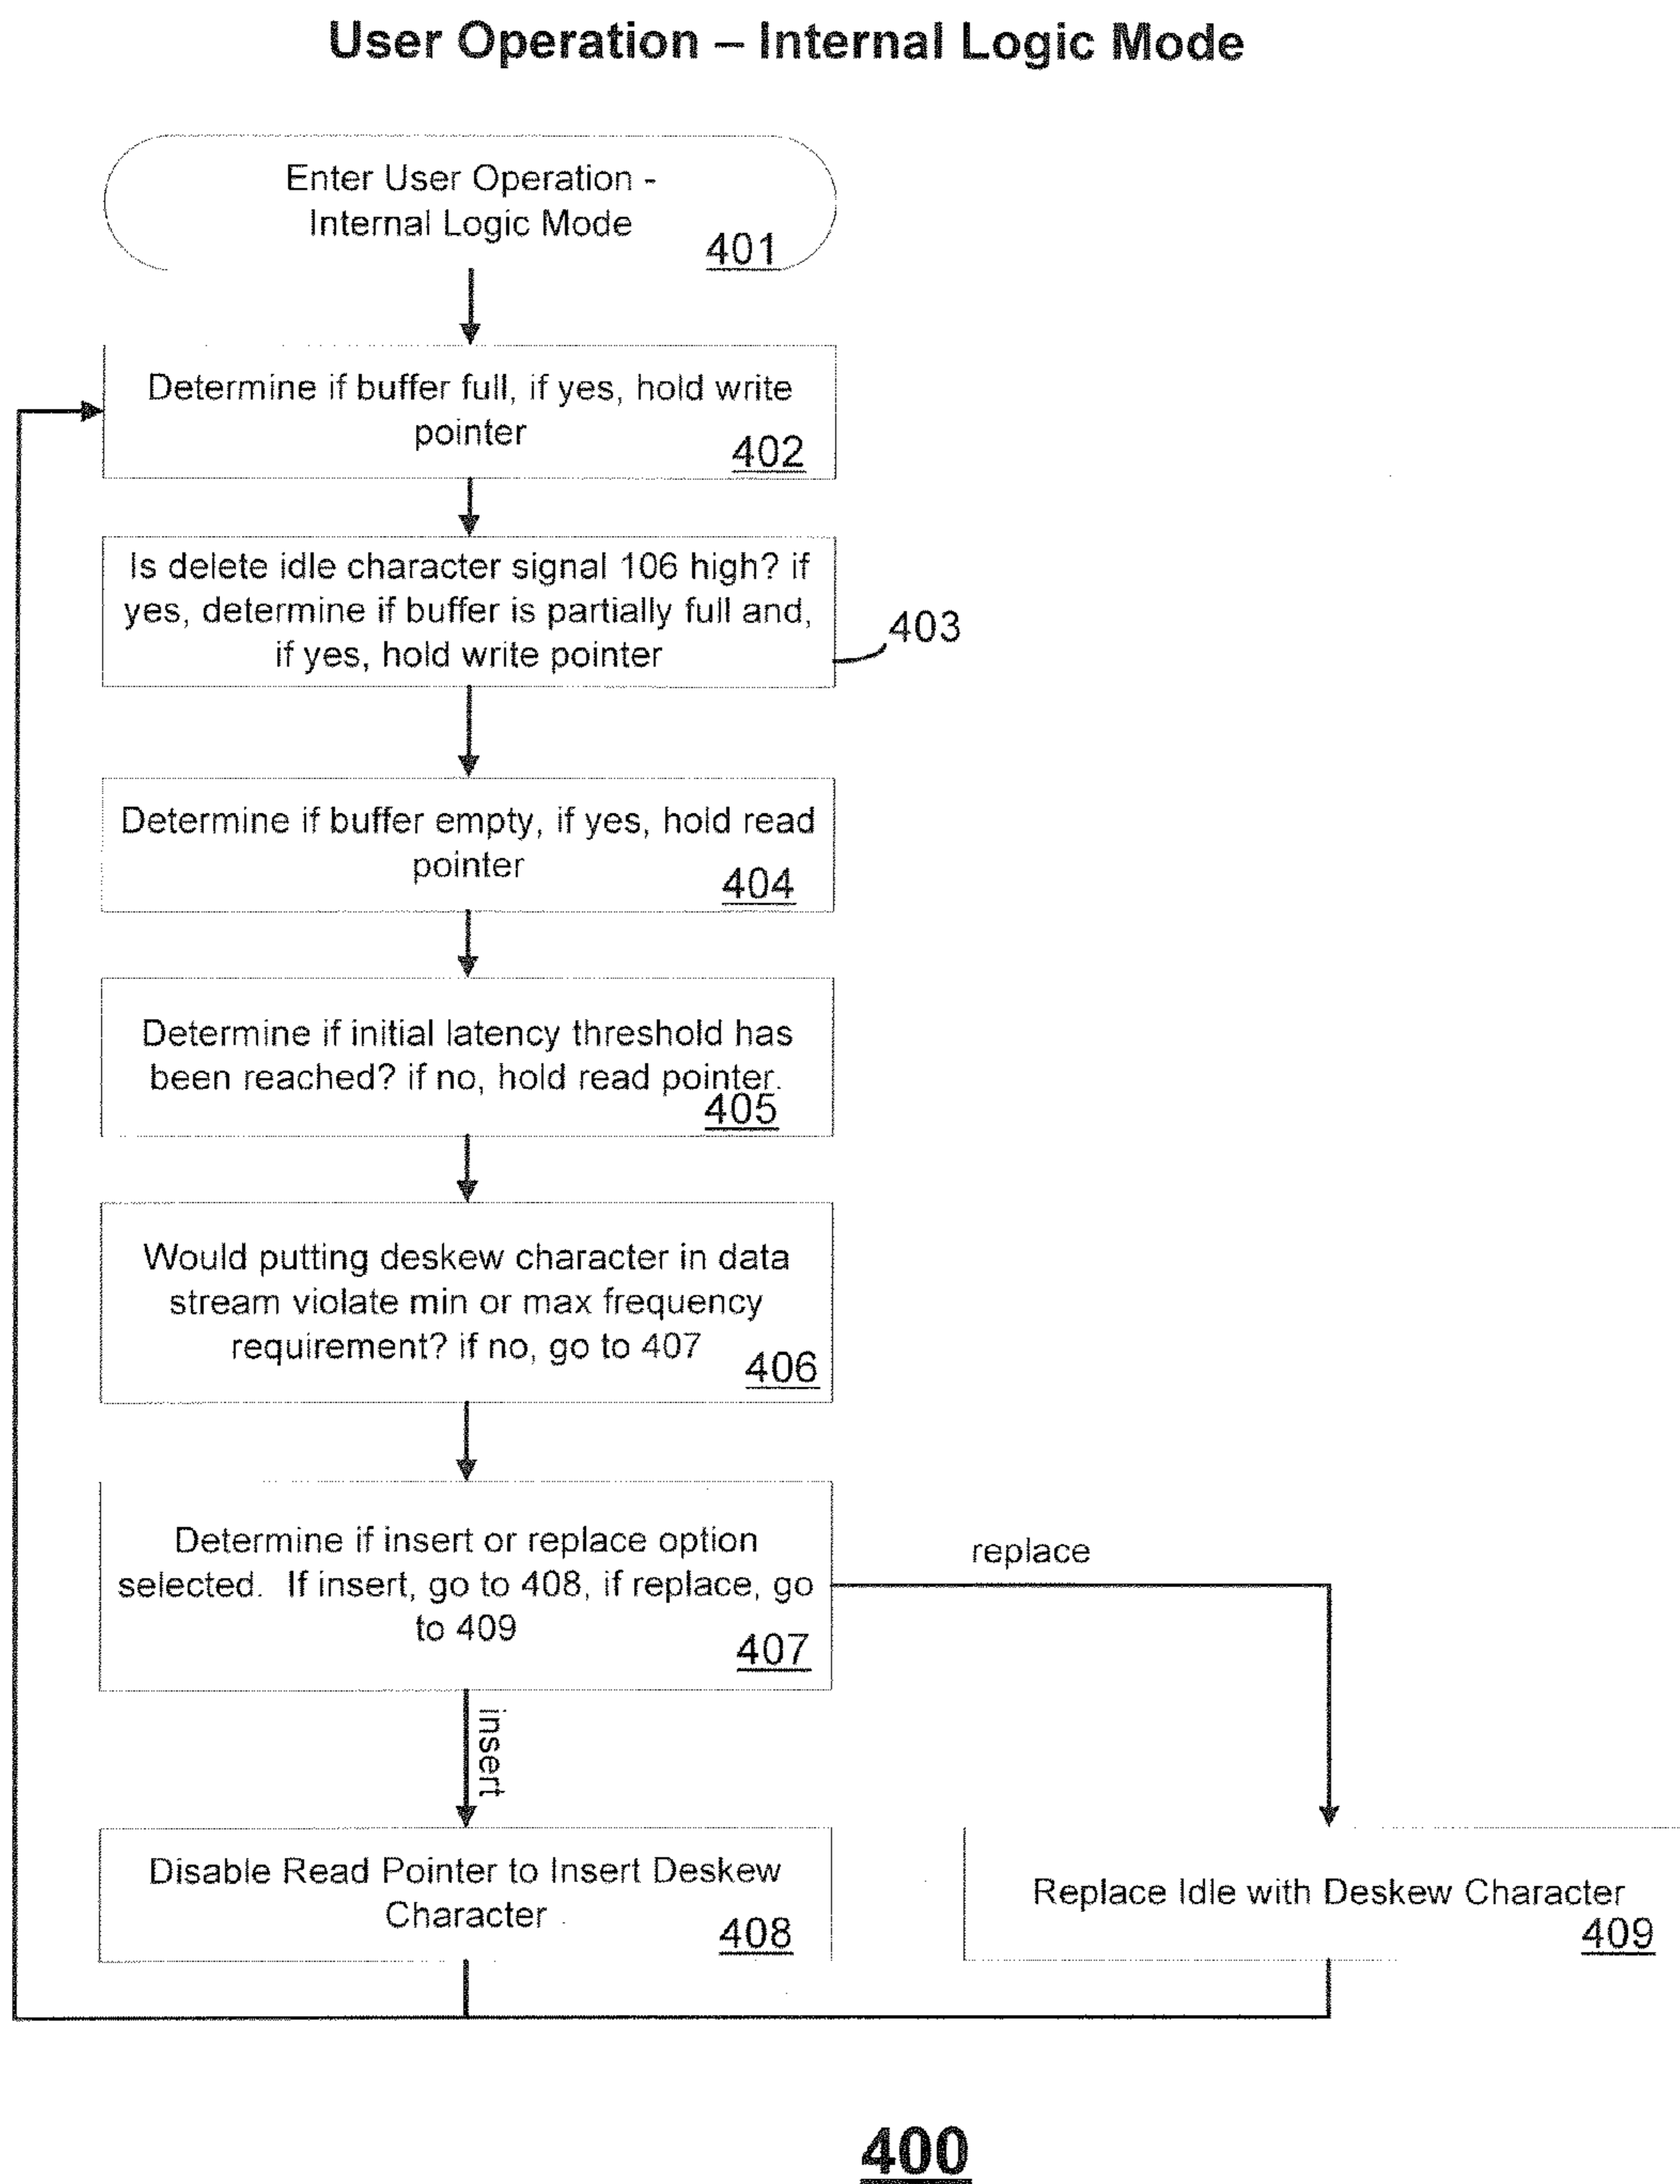 User Operation – Internal Logic Mode
Enter User Operation -
Internal Logic Mode
401
Determine if buffer full, if yes, hold write
pointer
402
Is delete idle character signal 106 high? if
yes, determine if buffer is partially full and,
if yes, hold write pointer
403
Determine if buffer empty, if yes, hold read
pointer
404
Determine if initial latency threshold has
been reached? if no, hold read pointer.
405
Would putting deskew character in data
stream violate min or max frequency
requirement? if no, go to 407
406
Determine if insert or replace option
selected. If insert, go to 408, if replace, go
to 409
407
replace
insert
Disable Read Pointer to Insert Deskew
Character
408
Replace Idle with Deskew Character
409
400